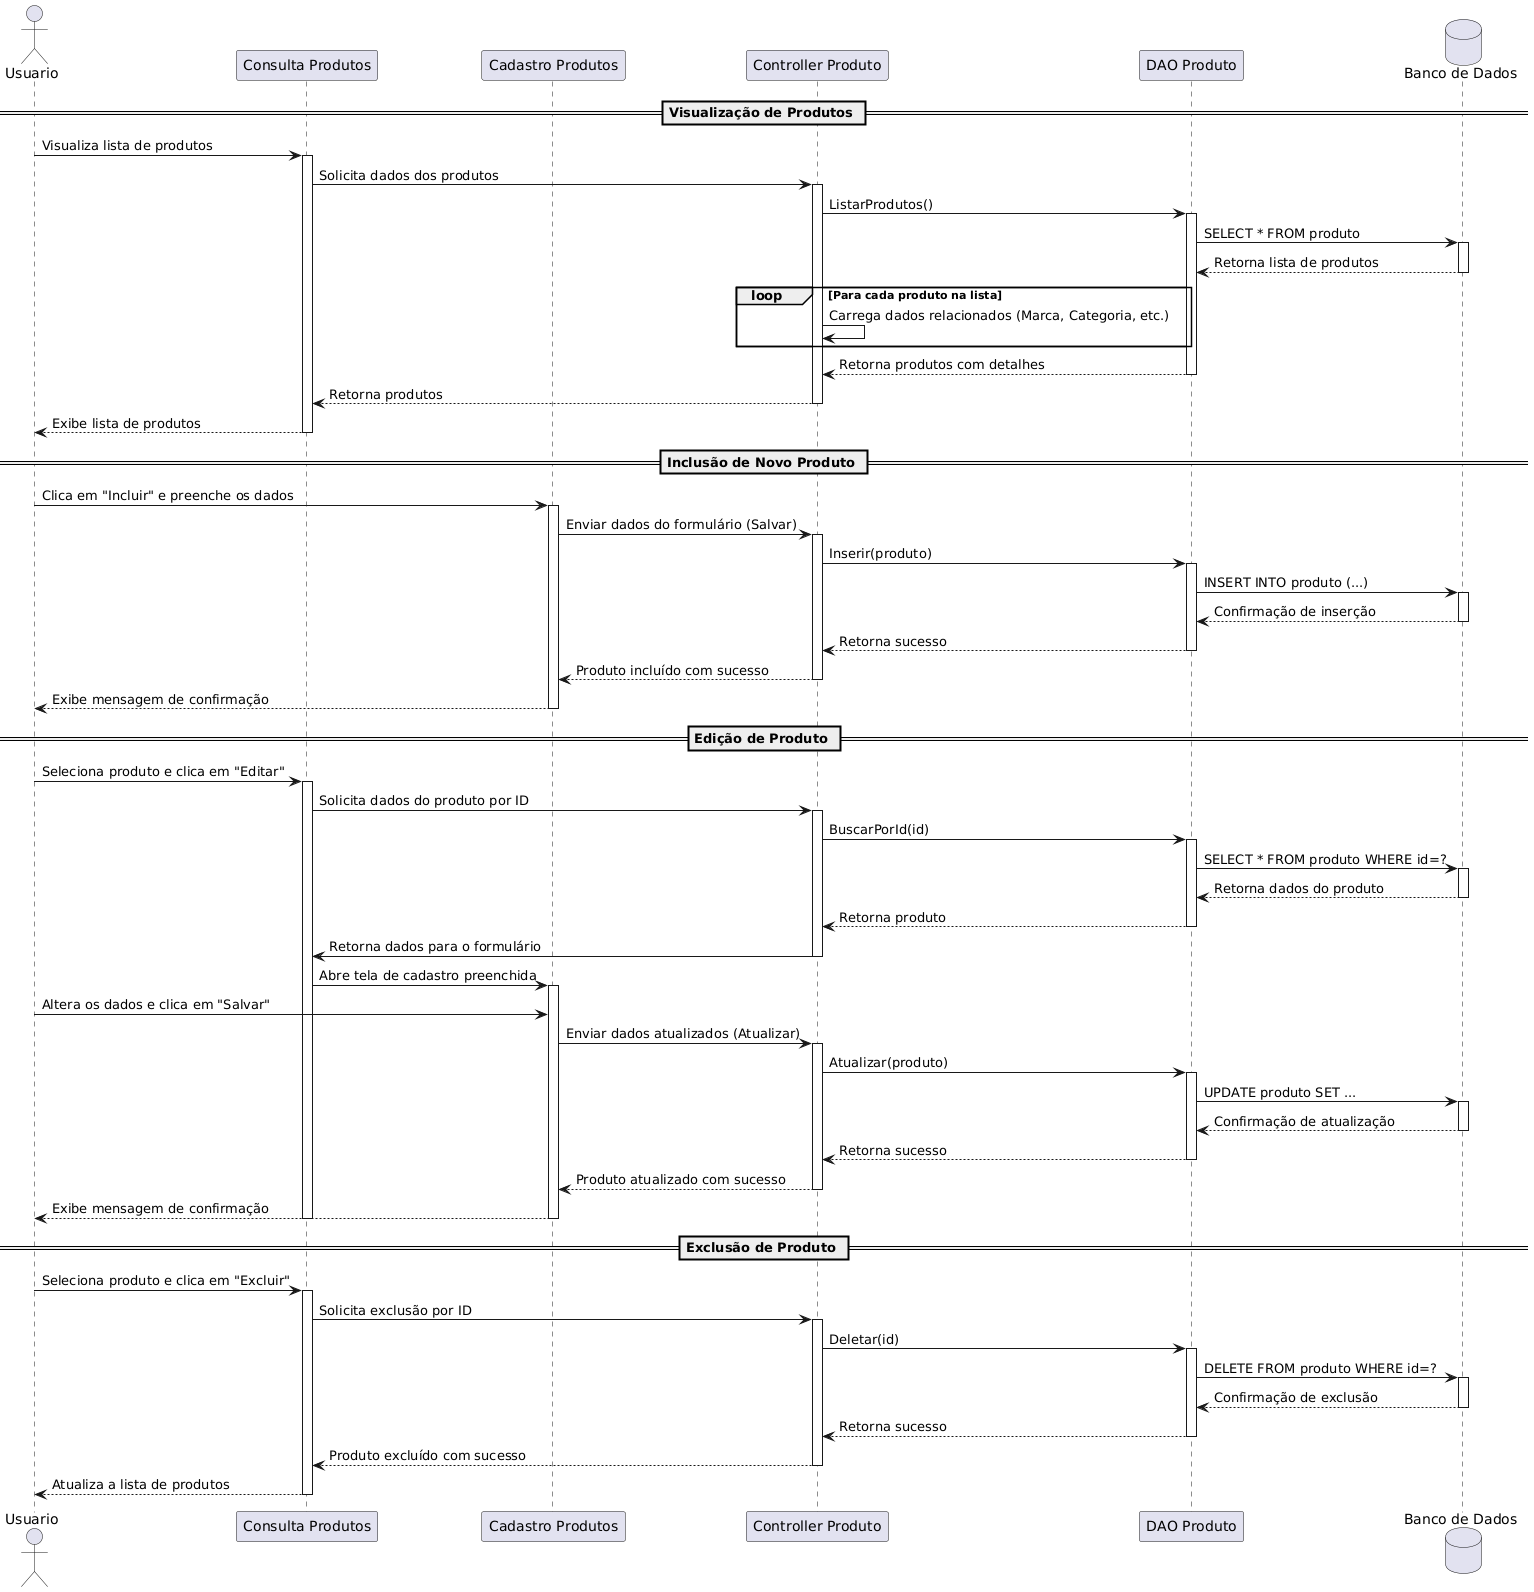 Usuario
Consulta Produtos
Cadastro Produtos
Controller Produto
DAO Produto
Banco de Dados
Visualização de Produtos
Visualiza lista de produtos
Solicita dados dos produtos
ListarProdutos()
SELECT * FROM produto
Retorna lista de produtos
loop
[Para cada produto na lista]
Carrega dados relacionados (Marca, Categoria, etc.)
Retorna produtos com detalhes
Retorna produtos
Exibe lista de produtos
Inclusão de Novo Produto
Clica em "Incluir" e preenche os dados
Enviar dados do formulário (Salvar)
Inserir(produto)
INSERT INTO produto (...)
Confirmação de inserção
Retorna sucesso
Produto incluído com sucesso
Exibe mensagem de confirmação
Edição de Produto
Seleciona produto e clica em "Editar"
Solicita dados do produto por ID
BuscarPorId(id)
SELECT * FROM produto WHERE id=?
Retorna dados do produto
Retorna produto
Retorna dados para o formulário
Abre tela de cadastro preenchida
Altera os dados e clica em "Salvar"
Enviar dados atualizados (Atualizar)
Atualizar(produto)
UPDATE produto SET ...
Confirmação de atualização
Retorna sucesso
Produto atualizado com sucesso
Exibe mensagem de confirmação
Exclusão de Produto
Seleciona produto e clica em "Excluir"
Solicita exclusão por ID
Deletar(id)
DELETE FROM produto WHERE id=?
Confirmação de exclusão
Retorna sucesso
Produto excluído com sucesso
Atualiza a lista de produtos
Usuario
Consulta Produtos
Cadastro Produtos
Controller Produto
DAO Produto
Banco de Dados